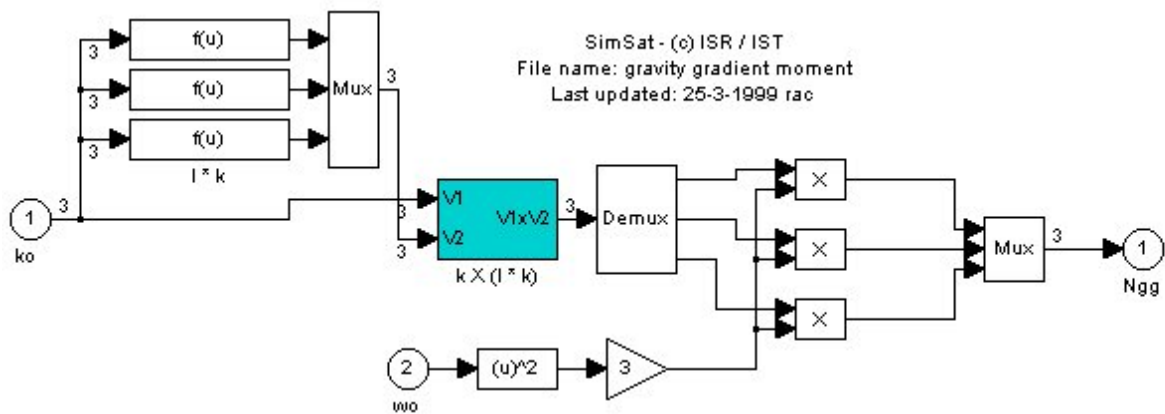 SimSat - (c) ISR / IST
File name: gravity gradient moment
Last updated: 25-3-1999 rac
3
f(u)
3
f(u)
3
f(u)
I * k
Mux
3
1
3
ko
3
V1
3
V2
V1xV2
k X (I * k)
3
Demux
×
×
×
Mux
3
1
Ngg
2
wo
(u)^2
3